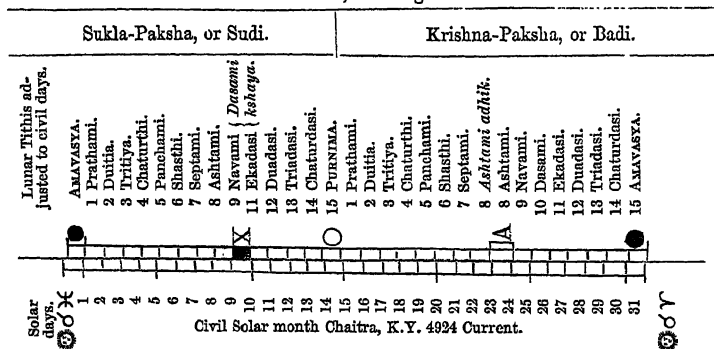 Sukla-Paksha, or Sudi.
Krishna-Paksha, or Badi.
Lunar Tithis ad-
justed to civil days.
AMAVASYA.
1 Prathami.
2 Duitia.
3 Tritiya.
4 Chaturthi.
5 Panchami.
6 Shasthi.
7 Septami.
8 Ashtami.
9 Navami { Dasami
11 Ekadasi { kshaya.
12 Duadasi.
13 Triadasi.
14 Chaturdasi.
15 PURNIMA.
1 Prathami.
2 Duitia.
3 Tritiya.
4 Chaturthi.
5 Panchami.
6 Shasthi.
7 Septami.
8 Ashtami adhik.
8 Ashtami.
9 Navami.
10 Dasami.
11 Ekadasi.
12 Duadasi.
13 Triadasi.
14 Chaturdasi.
15 AMAVASYA.
X
A
Solar
days.
☌ ♓
1 2 3 4 5 6 7 8 9 10 11 12 13 14 15 16 17 18 19 20 21 22 23 24 25 26 27 28 29 30 31
☌ ♈
Civil Solar month Chaitra, K.Y. 4924 Current.